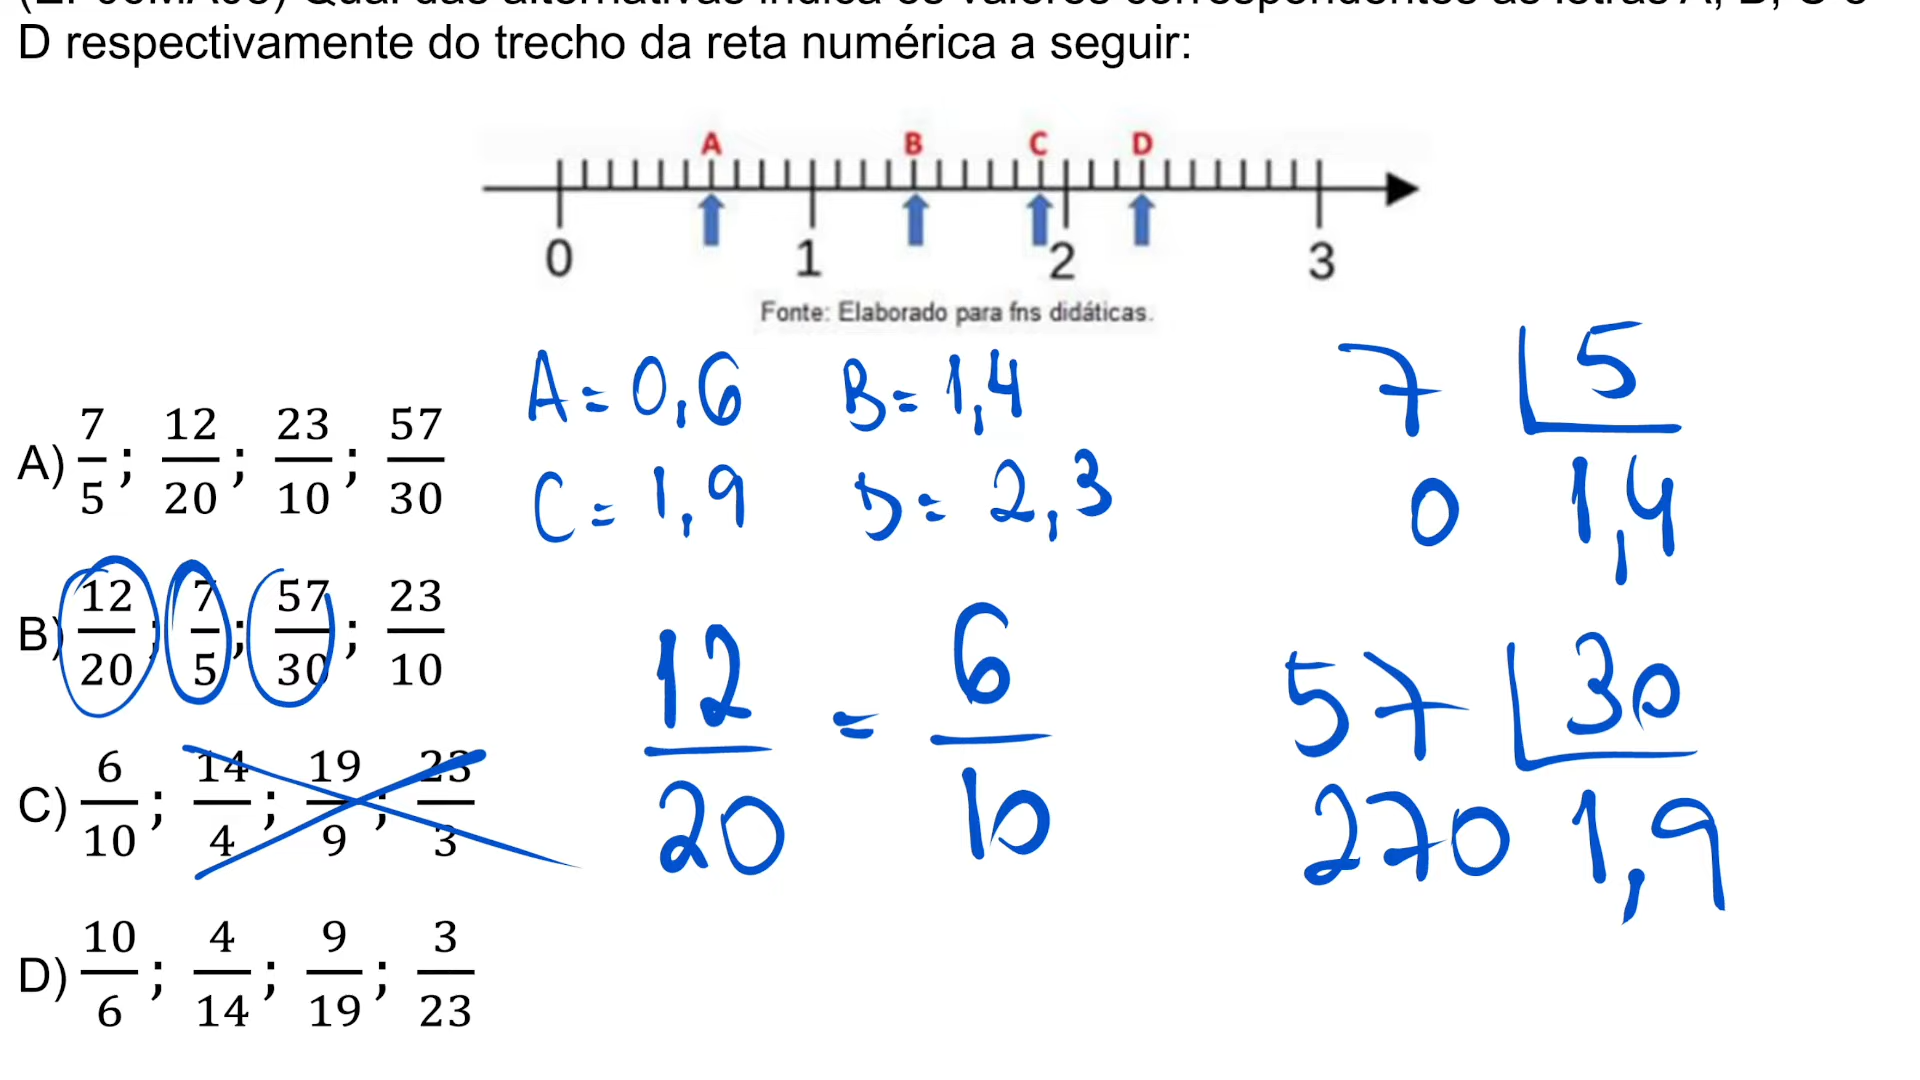 D respectivamente do trecho da reta numérica a seguir:
A B C D
0 1 2 3
Fonte: Elaborado para fns didáticas.
A) 7/5; 12/20; 23/10; 57/30
B) 12/20; 7/5; 57/30; 23/10
C) 6/10; 14/4; 19/9; 23/3
D) 10/6; 4/14; 9/19; 3/23
A = 0,6 B = 1,4
C = 1,9 D = 2,3
12/20 = 6/10
7 5
0 1,4
57 30
270 1,9